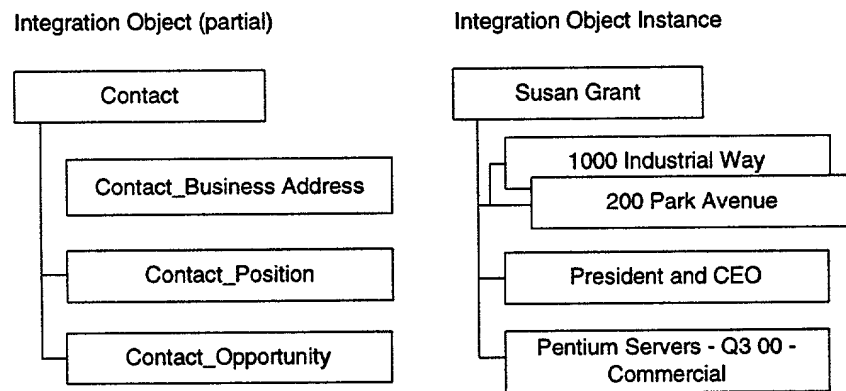 Integration Object (partial)
Contact
Contact_Business Address
Contact_Position
Contact_Opportunity
Integration Object Instance
Susan Grant
1000 Industrial Way
200 Park Avenue
President and CEO
Pentium Servers - Q3 00 -
Commercial